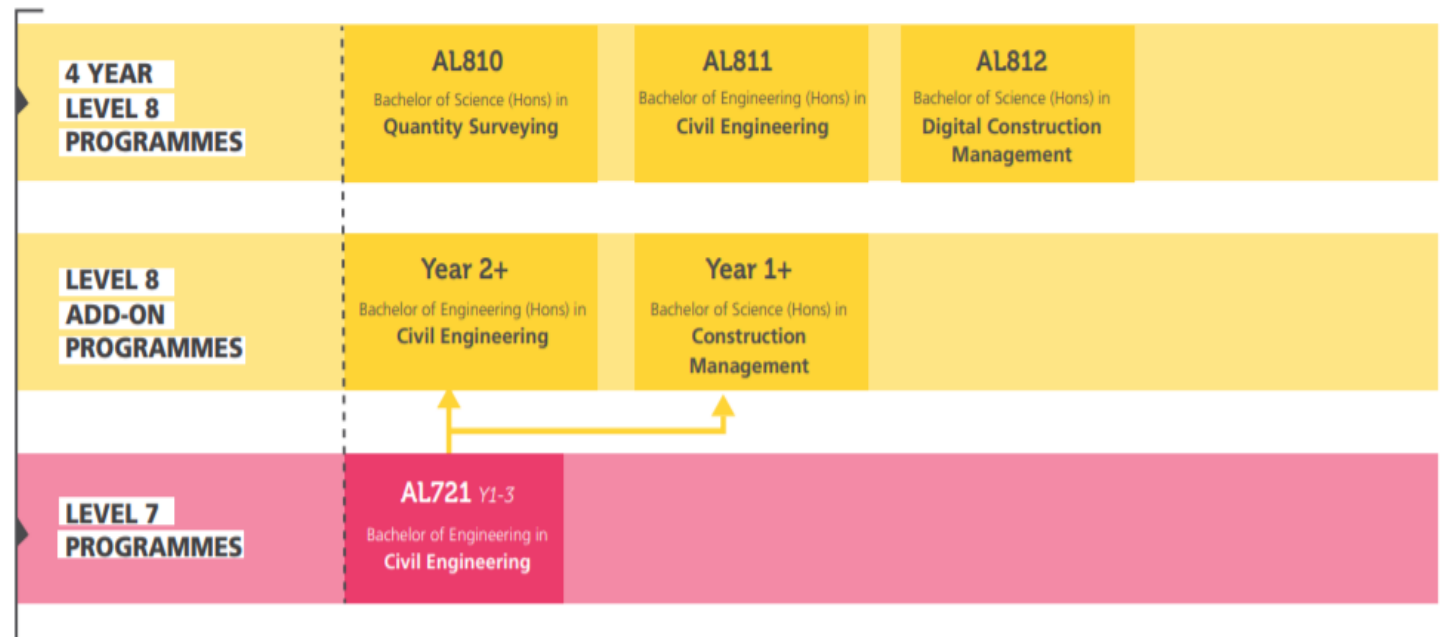 4 YEAR
LEVEL 8
PROGRAMMES
AL810
Bachelor of Science (Hons) in
Quantity Surveying
AL811
Bachelor of Engineering (Hons) in
Civil Engineering
AL812
Bachelor of Science (Hons) in
Digital Construction
Management
LEVEL 8
ADD-ON
PROGRAMMES
Year 2+
Bachelor of Engineering (Hons) in
Civil Engineering
Year 1+
Bachelor of Science (Hons) in
Construction
Management
LEVEL 7
PROGRAMMES
AL721 Y1-3
Bachelor of Engineering in
Civil Engineering